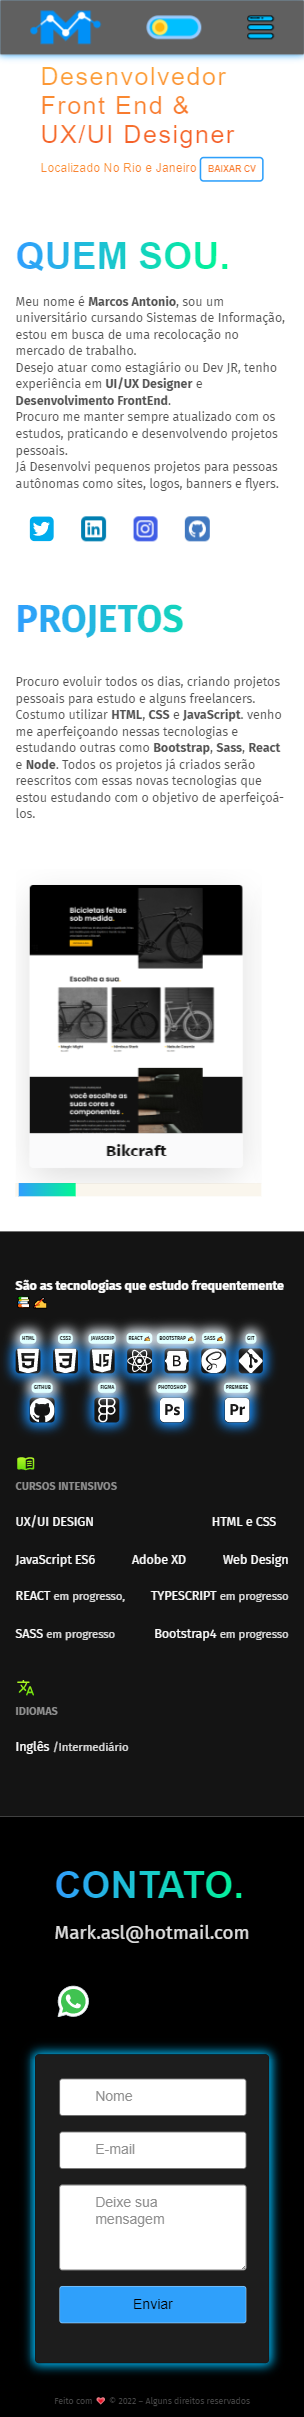 Desenvolvedor
Front End &
UX/UI Designer
Localizado No Rio e Janeiro BAIXAR CV
QUEM SOU.
Meu nome é Marcos Antonio, sou um
universitário cursando Sistemas de Informação,
estou em busca de uma recolocação no
mercado de trabalho.
Desejo atuar como estagiário ou Dev JR, tenho
experiência em UI/UX Designer e
Desenvolvimento FrontEnd.
Procuro me manter sempre atualizado com os
estudos, praticando e desenvolvendo projetos
pessoais.
Já Desenvolvi pequenos projetos para pessoas
autônomas como sites, logos, banners e flyers.
PROJETOS
Procuro evoluir todos os dias, criando projetos
pessoais para estudo e alguns freelancers.
Costumo utilizar HTML, CSS e JavaScript. venho
me aperfeiçoando nessas tecnologias e
estudando outras como Bootstrap, Sass, React
e Node. Todos os projetos já criados serão
reescritos com essas novas tecnologias que
estou estudando com o objetivo de aperfeiçoá-
los.
Bicicletas feitas
sob medida.
Escolha a sua.
você escolhe as
suas cores e
componentes .
Bikcraft
São as tecnologias que estudo frequentemente
📚 ✍
HTML CSS3 JAVASCRIP REACT ✍ BOOTSTRAP ✍ SASS ✍ GIT
GITHUB FIGMA PHOTOSHOP PREMIERE
Ps Pr
CURSOS INTENSIVOS
UX/UI DESIGN HTML e CSS
JavaScript ES6 Adobe XD Web Design
REACT em progresso, TYPESCRIPT em progresso
SASS em progresso Bootstrap4 em progresso
IDIOMAS
Inglês /Intermediário
CONTATO.
Mark.asl@hotmail.com
Nome
E-mail
Deixe sua
mensagem
Enviar
Feito com ❤ © 2022 – Alguns direitos reservados